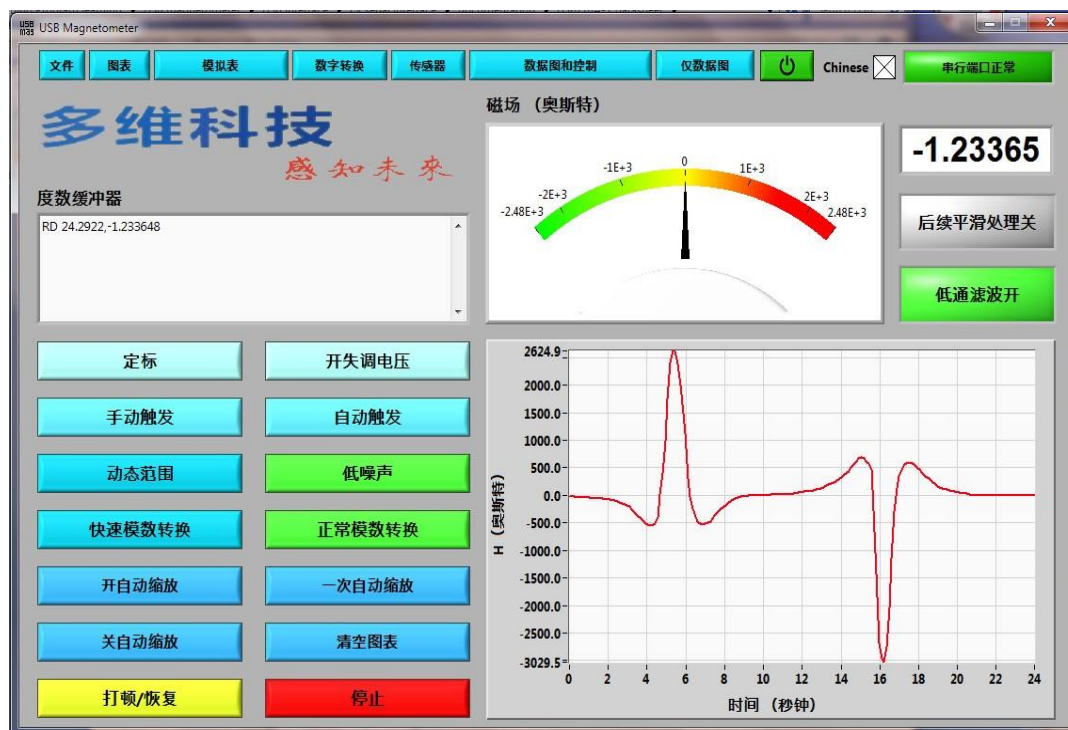 USB Magnetometer
文件 图表 模拟表 数字转换 传感器 数据图和控制 仅数据图 Chinese 串行端口正常
多维科技
感知未来
磁场 （奥斯特）
-2.48E+3 -2E+3 -1E+3 0 1E+3 2E+3 2.48E+3
-1.23365
后续平滑处理关
低通滤波开
度数缓冲器
RD 24.2922,-1.233648
定标 开失调电压
手动触发 自动触发
动态范围 低噪声
快速模数转换 正常模数转换
开自动缩放 一次自动缩放
关自动缩放 清空图表
打顿/恢复 停止
H （奥斯特）
2624.9
2000.0
1500.0
1000.0
500.0
0.0
-500.0
-1000.0
-1500.0
-2000.0
-2500.0
-3029.5
0 2 4 6 8 10 12 14 16 18 20 22 24
时间 （秒钟）